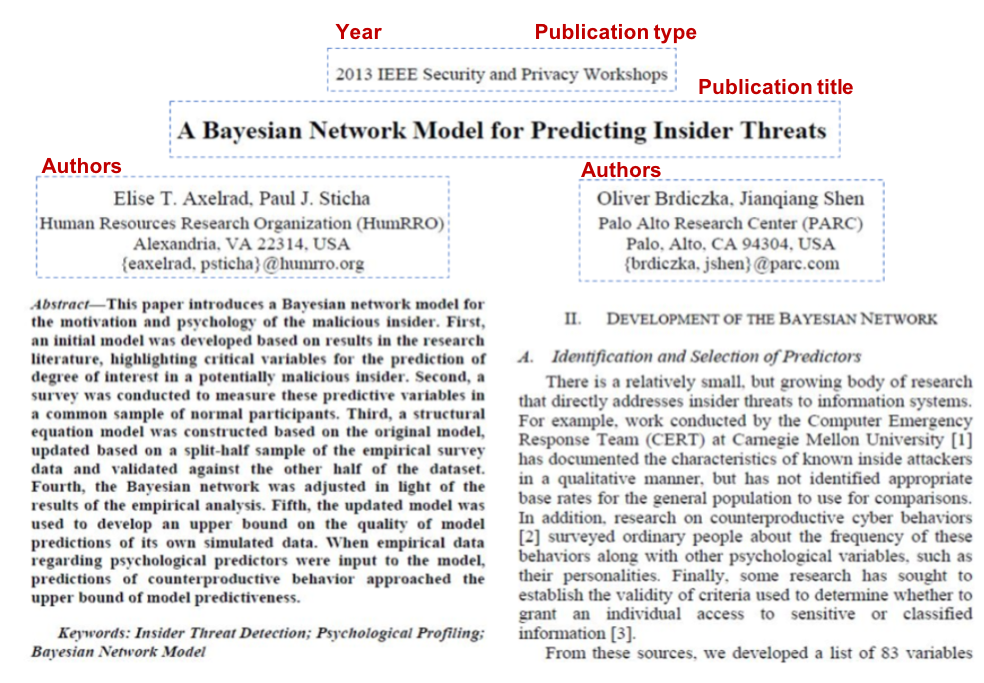 Year
Publication type
2013 IEEE Security and Privacy Workshops
Publication title
A Bayesian Network Model for Predicting Insider Threats
Authors
Elise T. Axelrad, Paul J. Sticha
Human Resources Research Organization (HumRRO)
Alexandria, VA 22314, USA
{eaxelrad, psticha}@humrro.org
Authors
Oliver Brdiczka, Jianqiang Shen
Palo Alto Research Center (PARC)
Palo, Alto, CA 94304, USA
{brdiczka, jshen}@parc.com
Abstract—This paper introduces a Bayesian network model for
the motivation and psychology of the malicious insider. First,
an initial model was developed based on results in the research
literature, highlighting critical variables for the prediction of
degree of interest in a potentially malicious insider. Second, a
survey was conducted to measure these predictive variables in
a common sample of normal participants. Third, a structural
equation model was constructed based on the original model,
updated based on a split-half sample of the empirical survey
data and validated against the other half of the dataset.
Fourth, the Bayesian network was adjusted in light of the
results of the empirical analysis. Fifth, the updated model was
used to develop an upper bound on the quality of model
predictions of its own simulated data. When empirical data
regarding psychological predictors were input to the model,
predictions of counterproductive behavior approached the
upper bound of model predictiveness.
Keywords: Insider Threat Detection; Psychological Profiling;
Bayesian Network Model
II. DEVELOPMENT OF THE BAYESIAN NETWORK
A. Identification and Selection of Predictors
There is a relatively small, but growing body of research
that directly addresses insider threats to information systems.
For example, work conducted by the Computer Emergency
Response Team (CERT) at Carnegie Mellon University [1]
has documented the characteristics of known inside attackers
in a qualitative manner, but has not identified appropriate
base rates for the general population to use for comparisons.
In addition, research on counterproductive cyber behaviors
[2] surveyed ordinary people about the frequency of these
behaviors along with other psychological variables, such as
their personalities. Finally, some research has sought to
establish the validity of criteria used to determine whether to
grant an individual access to sensitive or classified
information [3].
From these sources, we developed a list of 83 variables